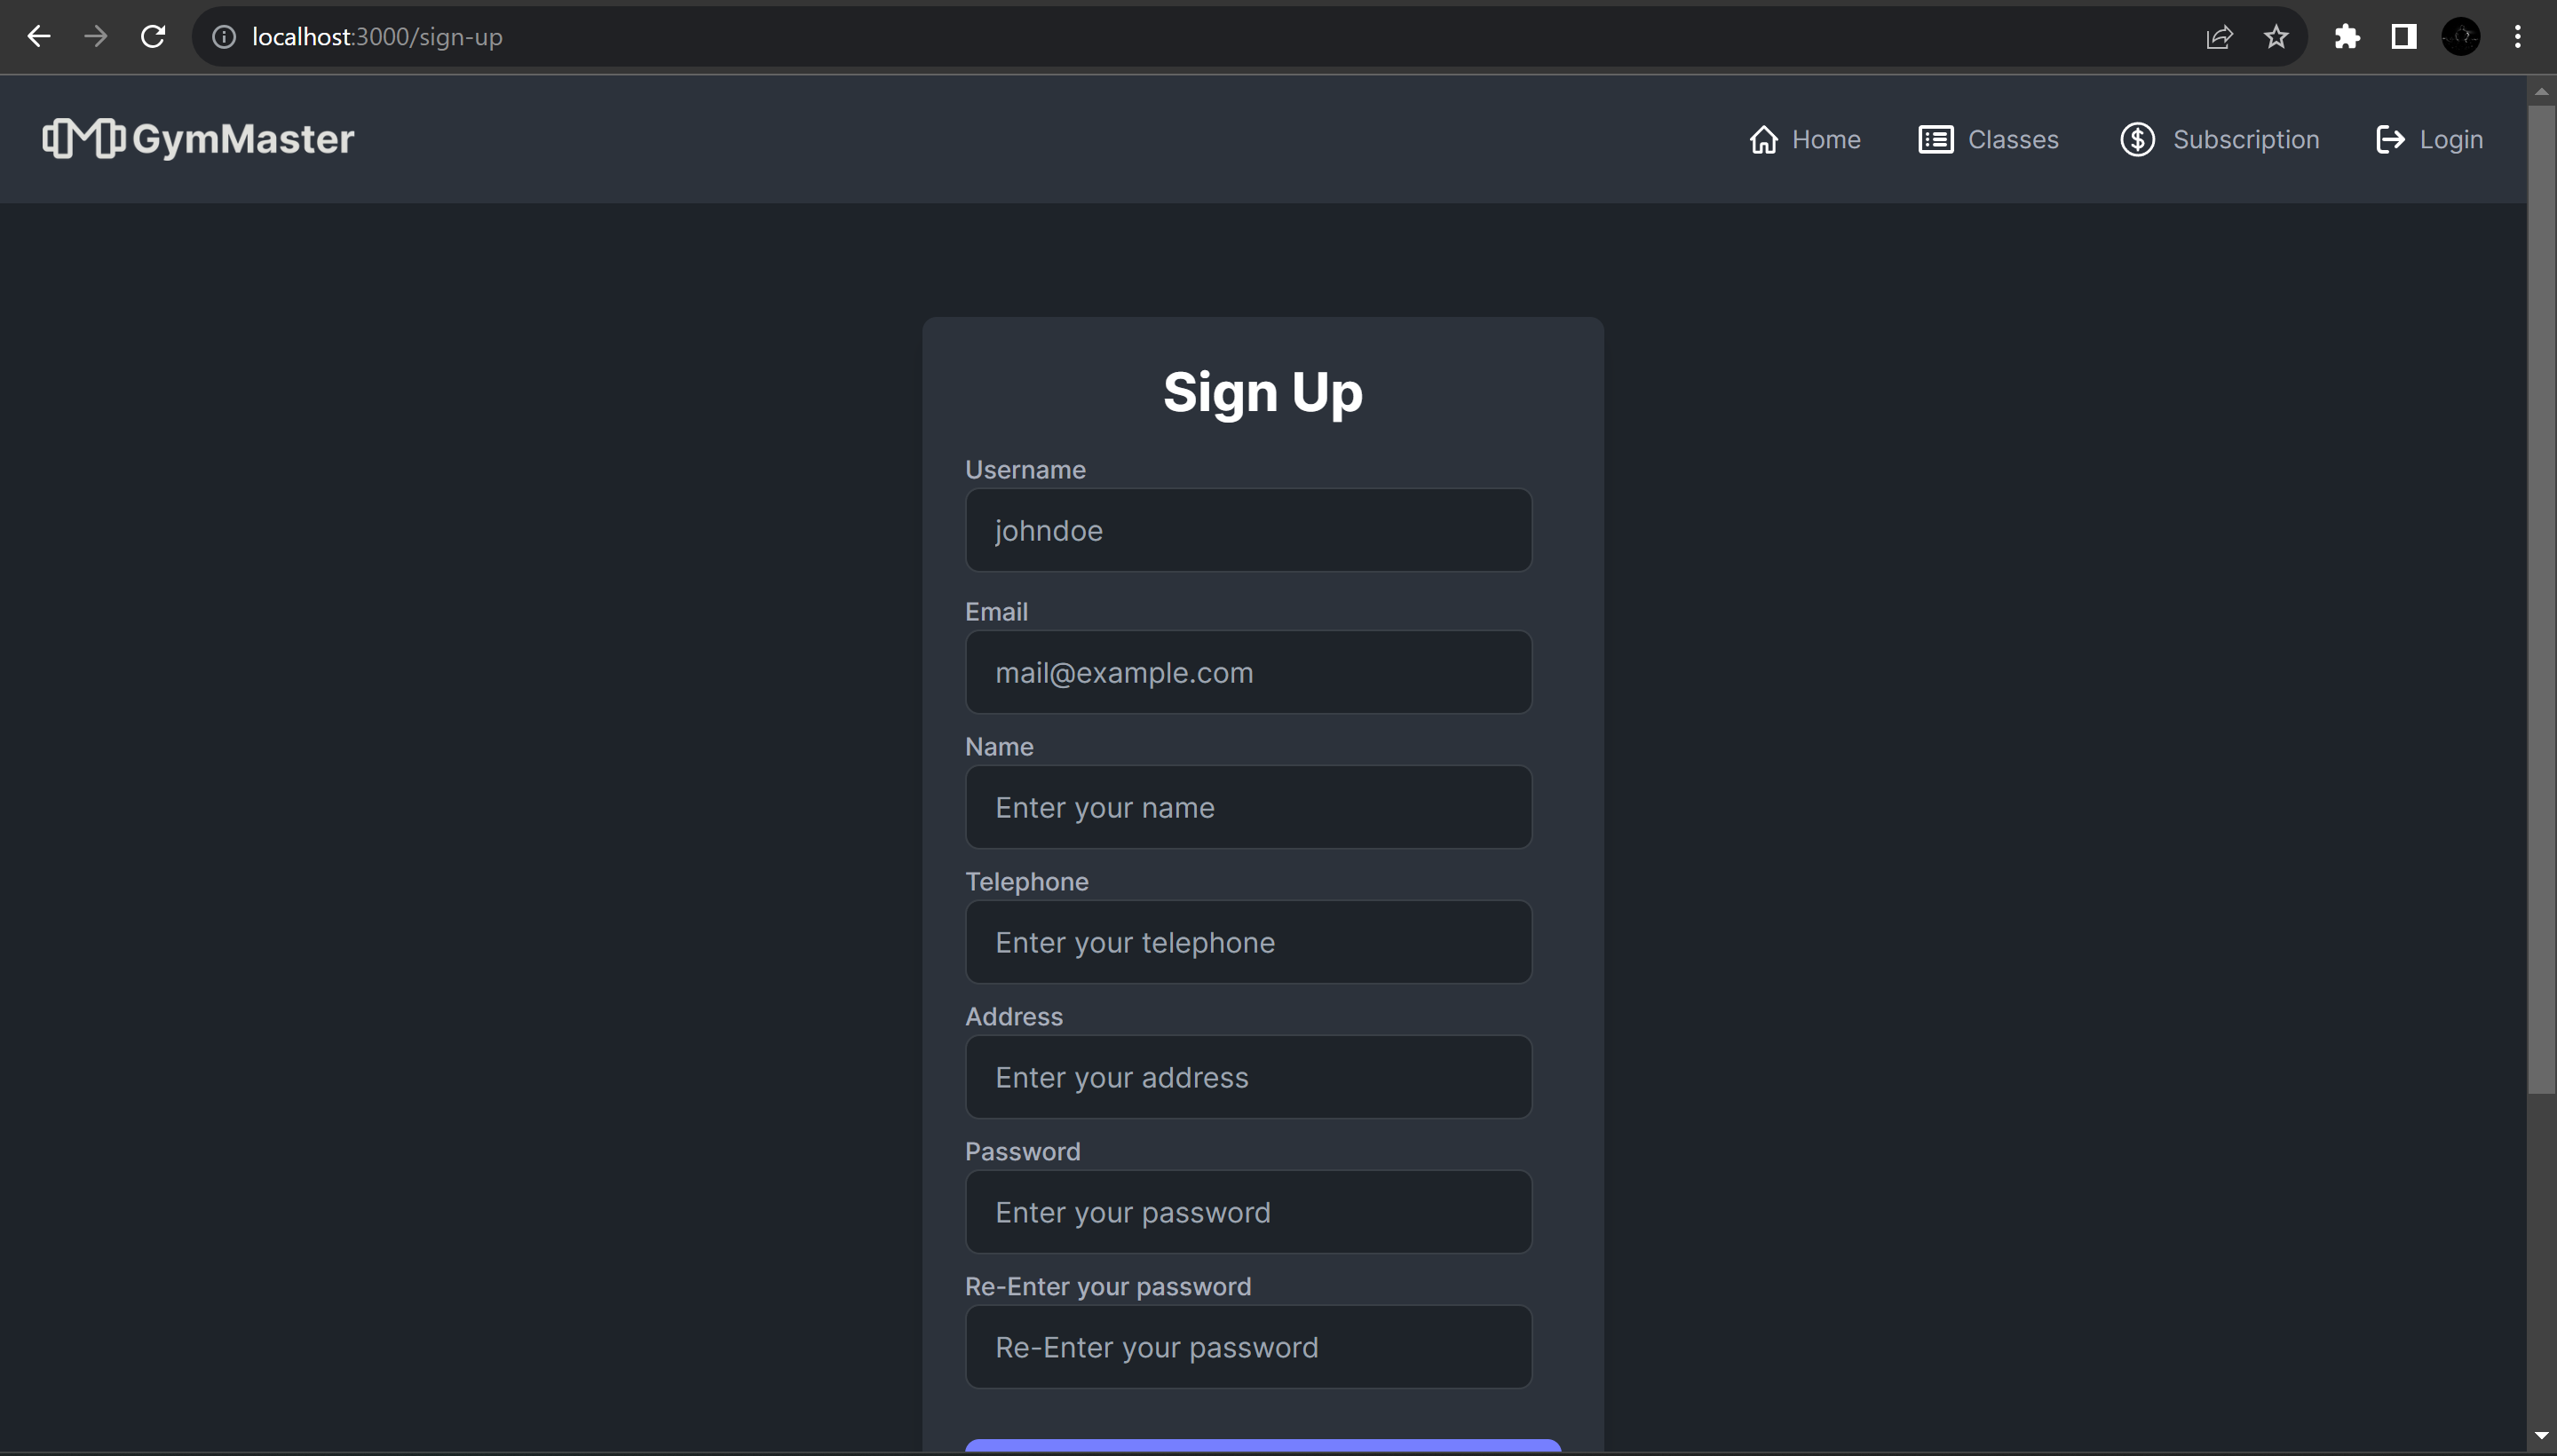 localhost:3000/sign-up
GymMaster
Home
Classes
Subscription
Login
Sign Up
Username
johndoe
Email
mail@example.com
Name
Enter your name
Telephone
Enter your telephone
Address
Enter your address
Password
Enter your password
Re-Enter your password
Re-Enter your password